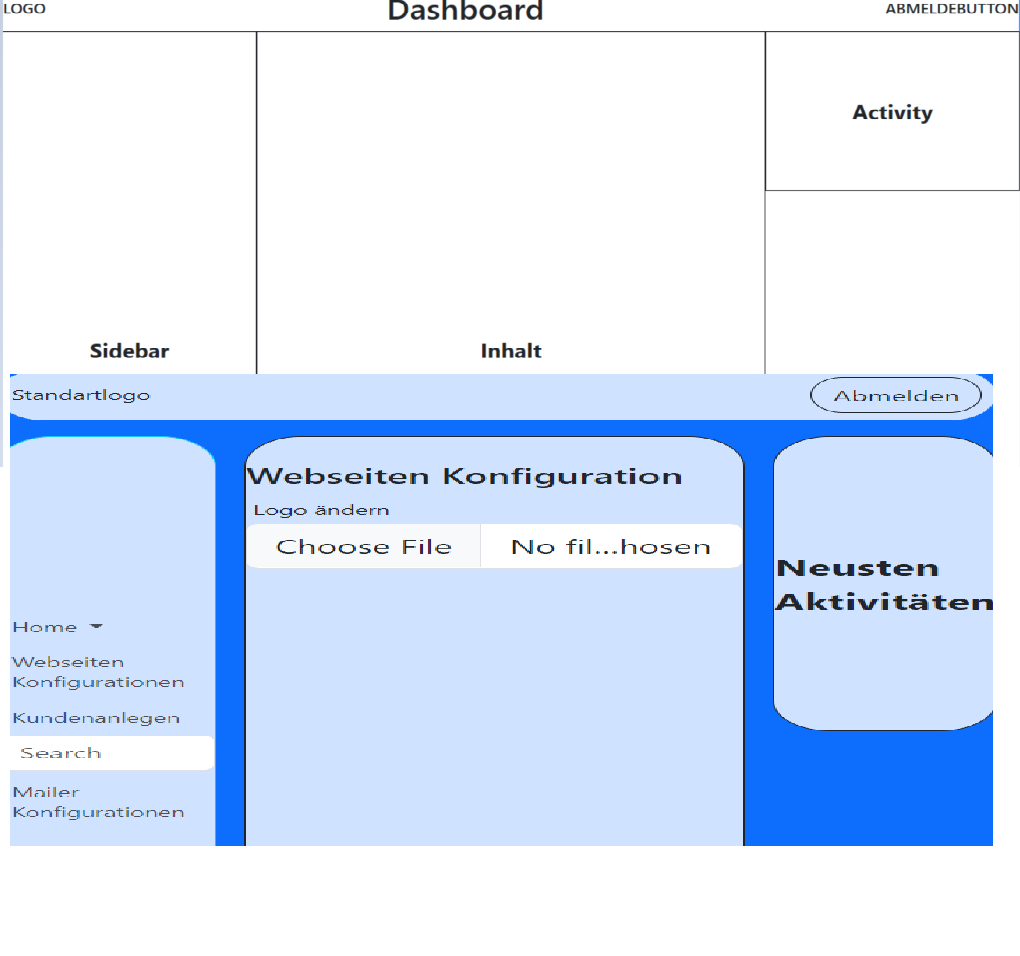 LOGO
Dashboard
ABMELDEBUTTON
Activity
Sidebar
Inhalt
Standartlogo
Abmelden
Webseiten Konfiguration
Logo ändern
Choose File
No fil...hosen
Neusten
Aktivitäten
Home
Webseiten
Konfigurationen
Kundenanlegen
Search
Mailer
Konfigurationen